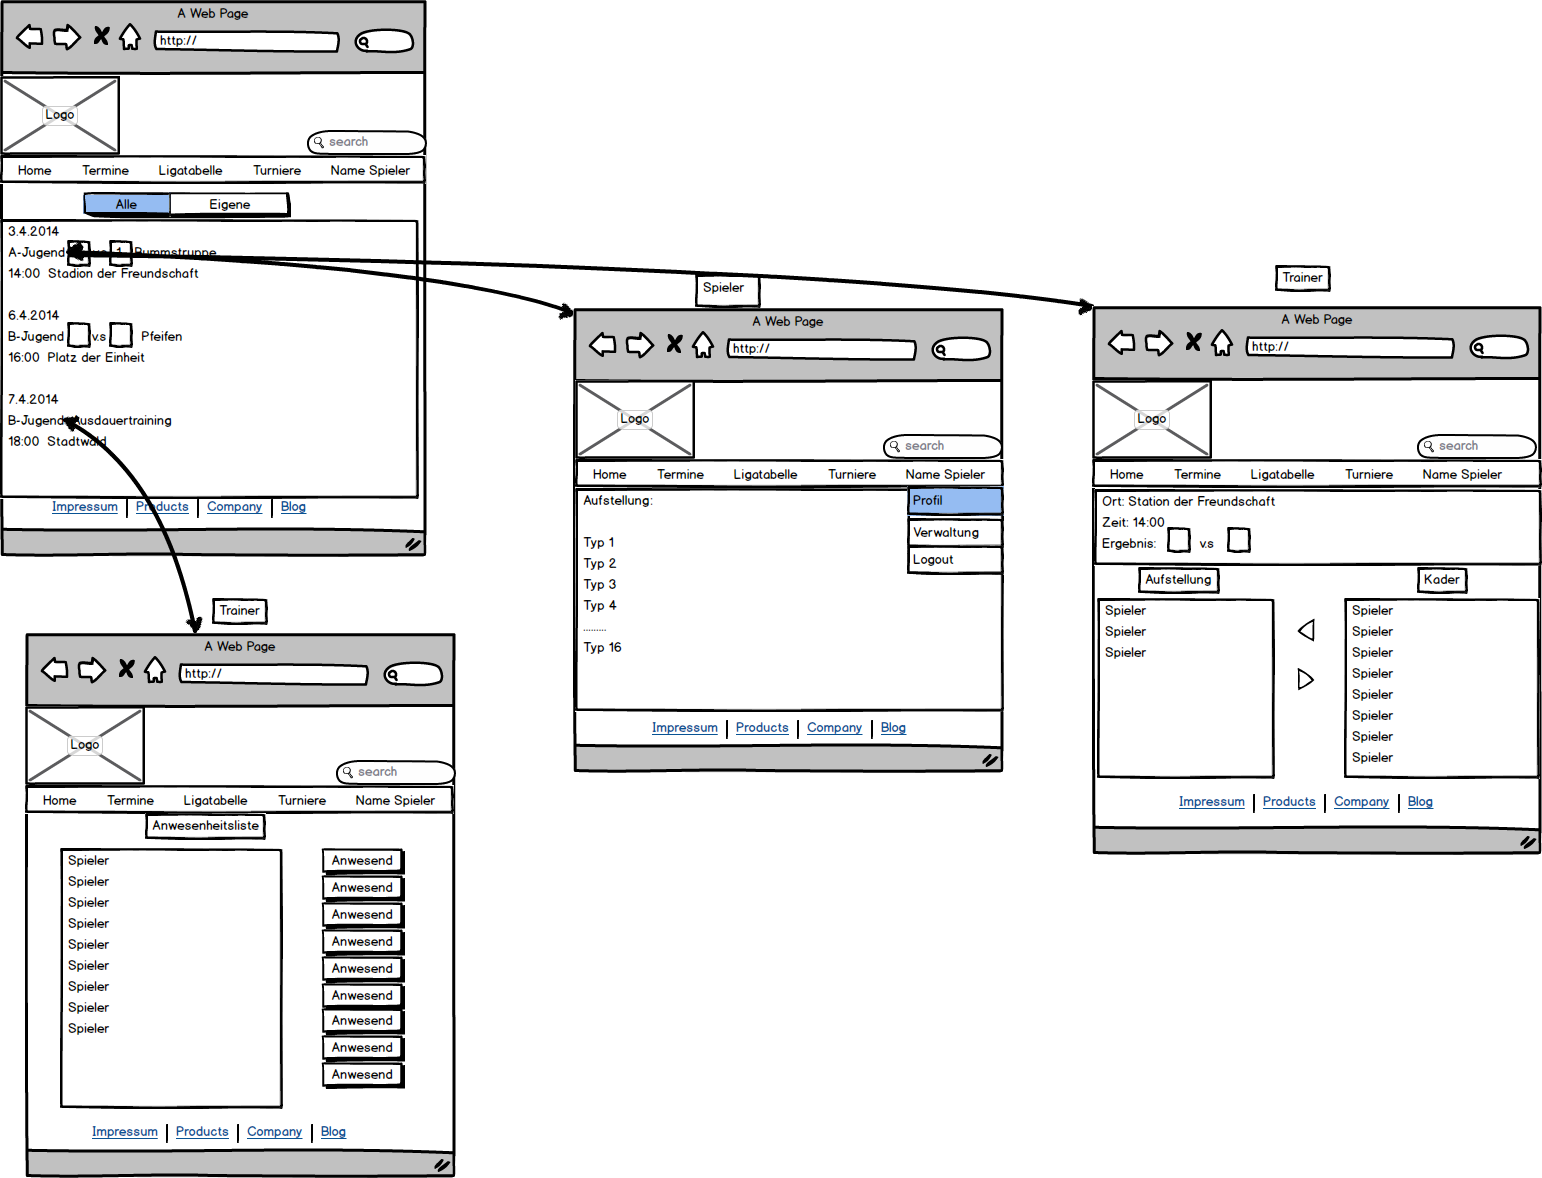 A Web Page
http://
Logo
search
Home Termine Ligatabelle Turniere Name Spieler
Alle Eigene
3.4.2014
A-Jugend 1 Bummstruppe
14:00 Stadion der Freundschaft
6.4.2014
B-Jugend v.s Pfeifen
16:00 Platz der Einheit
7.4.2014
B-Jugend Ausdauertraining
18:00 Stadtwald
Impressum Products Company Blog
Spieler
A Web Page
http://
Logo
search
Home Termine Ligatabelle Turniere Name Spieler
Aufstellung:
Typ 1
Typ 2
Typ 3
Typ 4
.........
Typ 16
Profil
Verwaltung
Logout
Impressum Products Company Blog
Trainer
A Web Page
http://
Logo
search
Home Termine Ligatabelle Turniere Name Spieler
Ort: Station der Freundschaft
Zeit: 14:00
Ergebnis: v.s
Aufstellung
Spieler
Spieler
Spieler
Kader
Spieler
Spieler
Spieler
Spieler
Spieler
Spieler
Spieler
Spieler
Impressum Products Company Blog
Trainer
A Web Page
http://
Logo
search
Home Termine Ligatabelle Turniere Name Spieler
Anwesenheitsliste
Spieler Anwesend
Spieler Anwesend
Spieler Anwesend
Spieler Anwesend
Spieler Anwesend
Spieler Anwesend
Spieler Anwesend
Spieler Anwesend
Spieler Anwesend
Impressum Products Company Blog